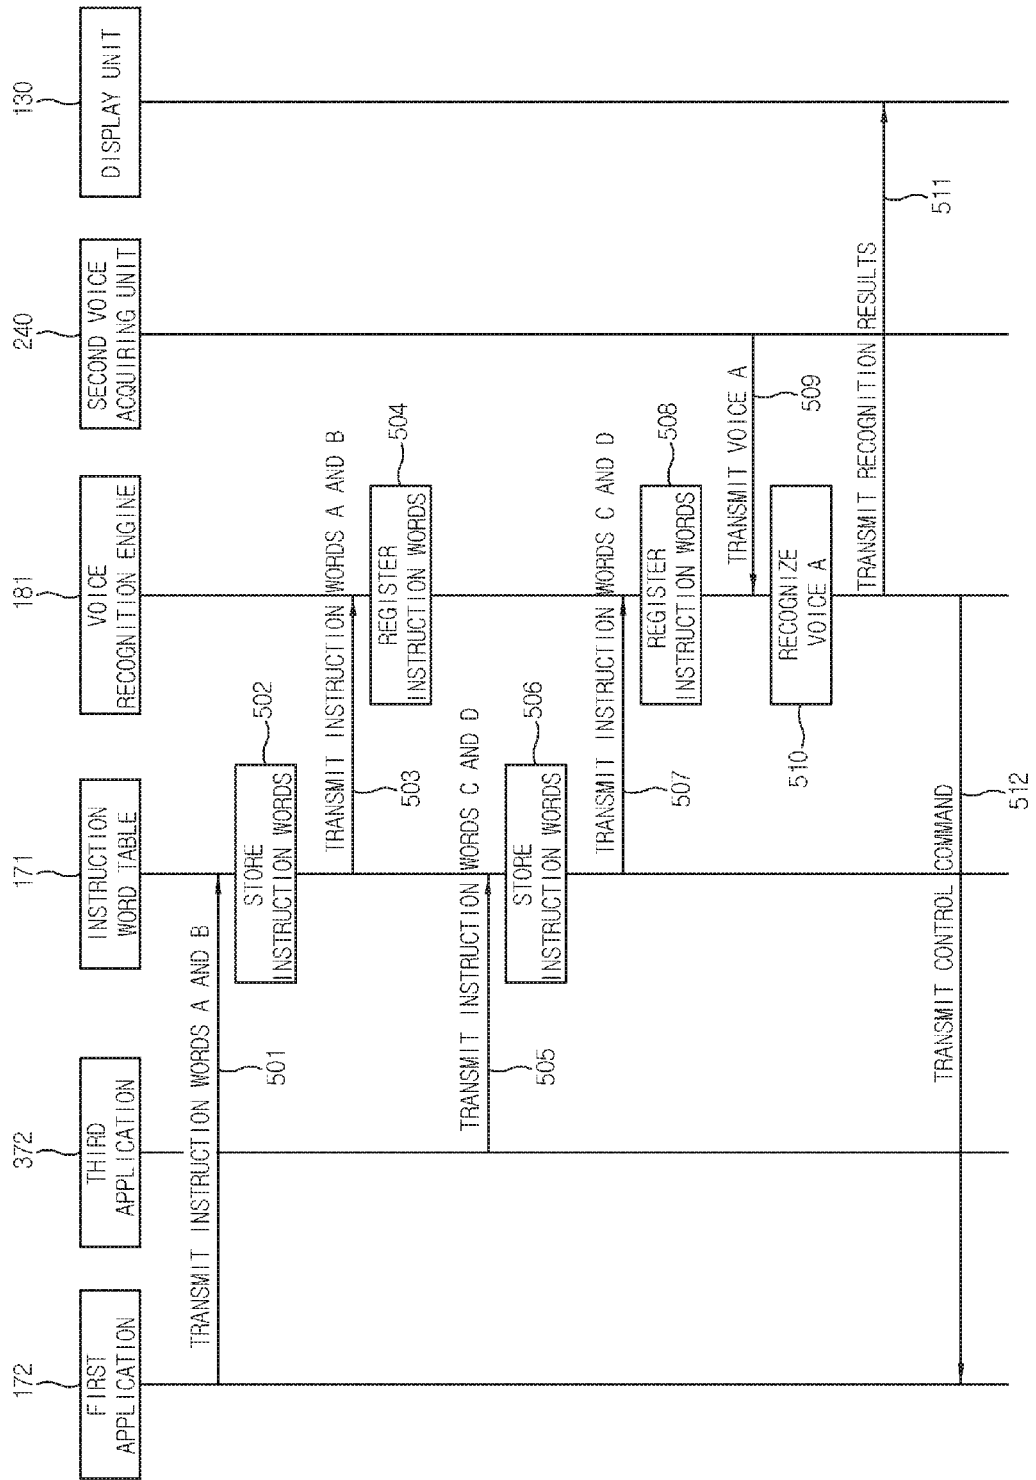 172
FIRST
APPLICATION
372
THIRD
APPLICATION
171
INSTRUCTION
WORD TABLE
181
VOICE
RECOGNITION ENGINE
240
SECOND VOICE
ACQUIRING UNIT
130
DISPLAY UNIT
TRANSMIT INSTRUCTION WORDS A AND B
501
STORE
INSTRUCTION WORDS
502
TRANSMIT INSTRUCTION WORDS A AND B
503
REGISTER
INSTRUCTION WORDS
504
TRANSMIT INSTRUCTION WORDS C AND D
505
STORE
INSTRUCTION WORDS
506
TRANSMIT INSTRUCTION WORDS C AND D
507
REGISTER
INSTRUCTION WORDS
508
TRANSMIT VOICE A
509
RECOGNIZE
VOICE A
510
TRANSMIT RECOGNITION RESULTS
511
TRANSMIT CONTROL COMMAND
512